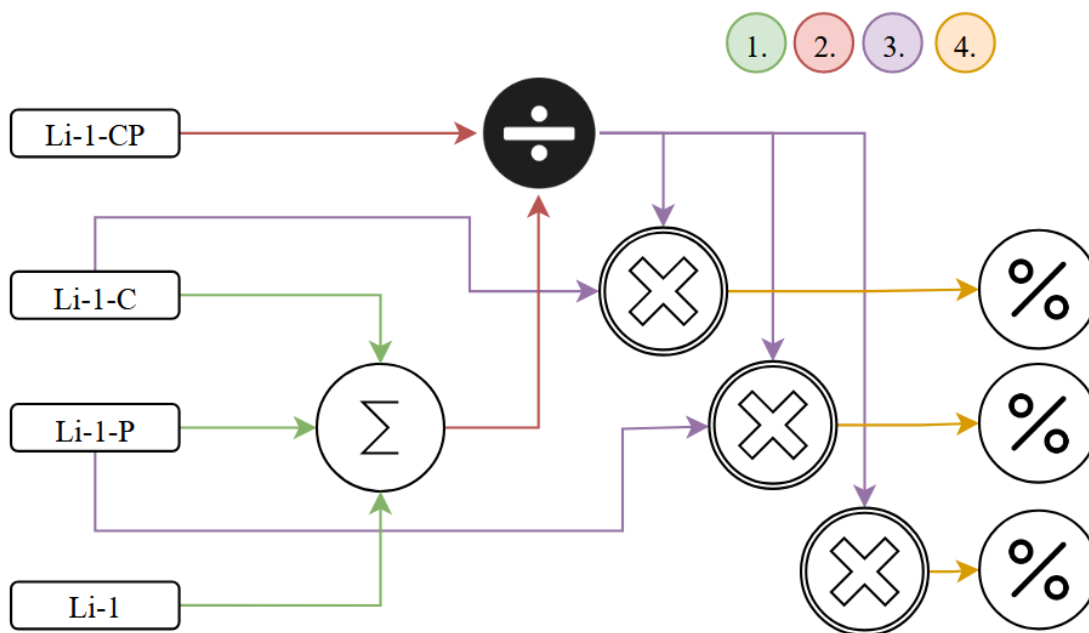 1. 2. 3. 4.
Li-1-CP
÷
Li-1-C
%
Li-1-P
∑
%
Li-1
%